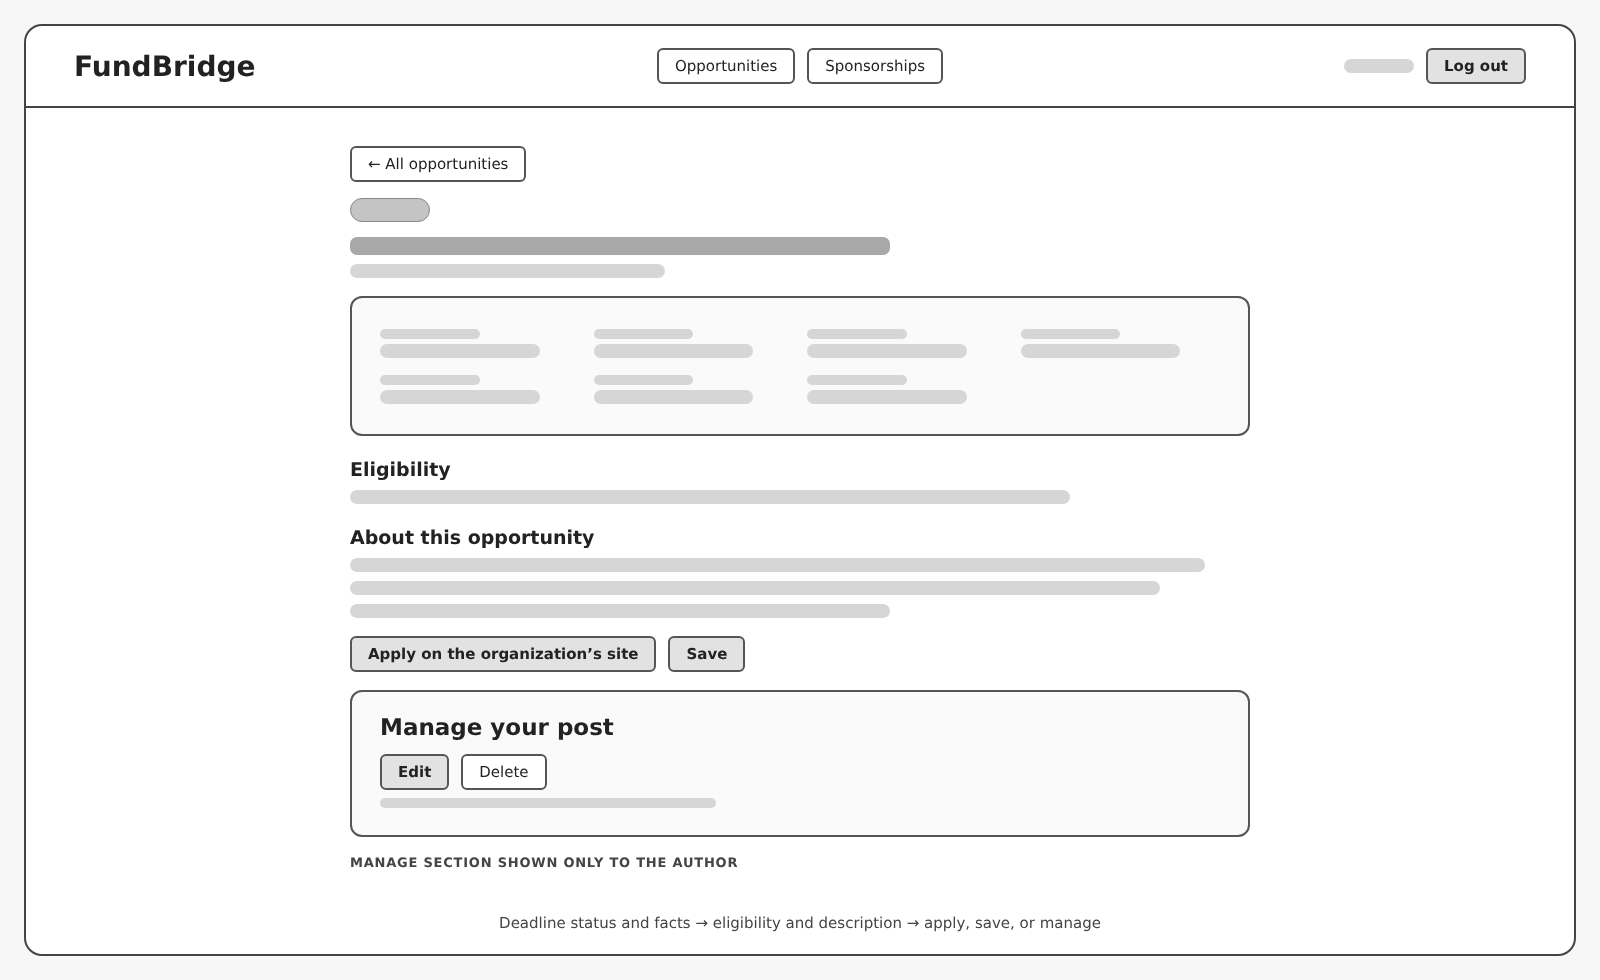 FundBridge
Opportunities
Sponsorships
Log out
← All opportunities
Eligibility
About this opportunity
Apply on the organization’s site
Save
Manage your post
Edit
Delete
MANAGE SECTION SHOWN ONLY TO THE AUTHOR
Deadline status and facts → eligibility and description → apply, save, or manage